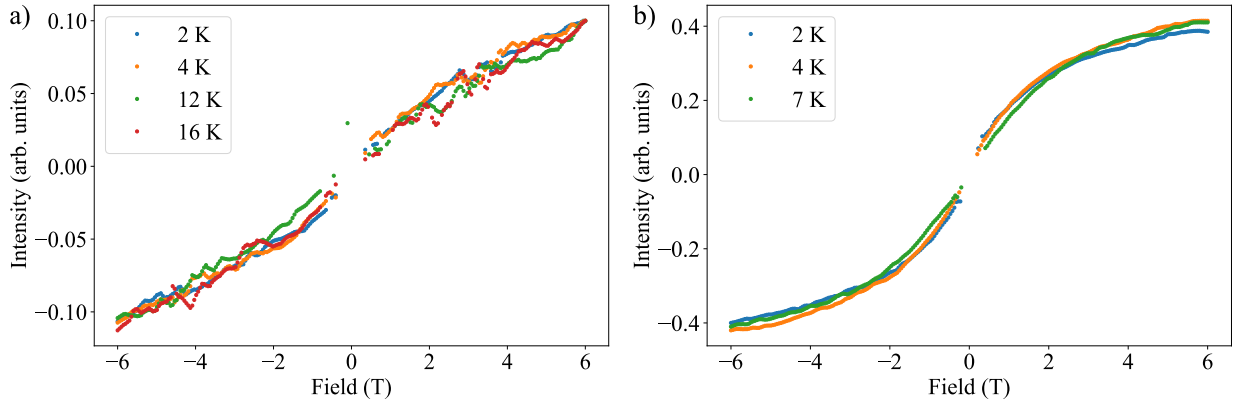 a)
0.10
0.05
0.00
−0.05
−0.10
Intensity (arb. units)
2 K
4 K
12 K
16 K
−6 −4 −2 0 2 4 6
Field (T)
b)
0.4
0.2
0.0
−0.2
−0.4
Intensity (arb. units)
2 K
4 K
7 K
−6 −4 −2 0 2 4 6
Field (T)